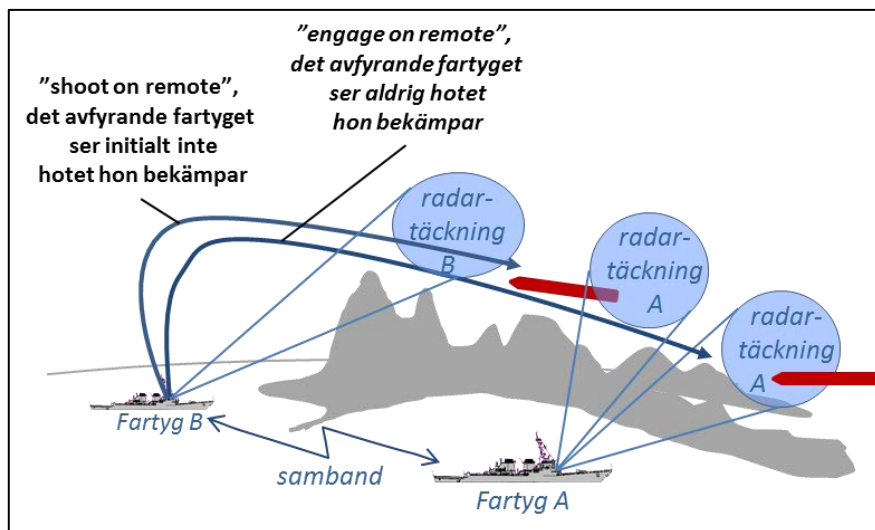 ”shoot on remote”,
det avfyrande fartyget
ser initialt inte
hotet hon bekämpar
”engage on remote”,
det avfyrande fartyget
ser aldrig hotet
hon bekämpar
radar-
täckning
B
radar-
täckning
A
radar-
täckning
A
Fartyg B
samband
Fartyg A